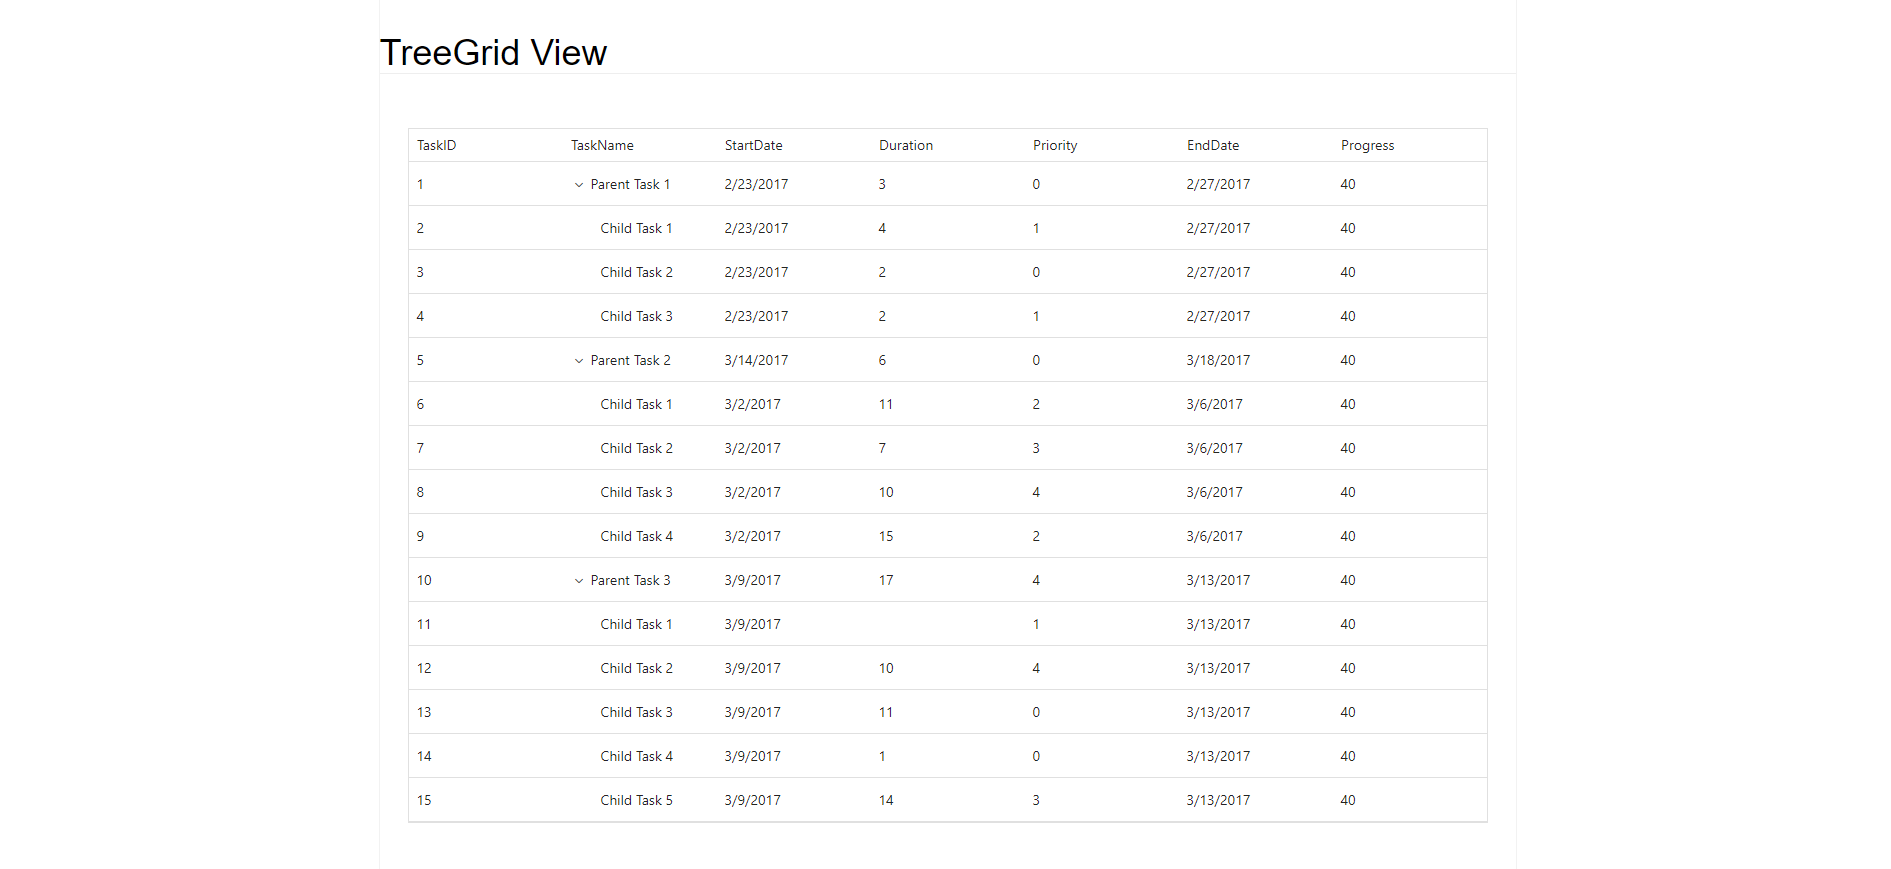 TreeGrid View
TaskID TaskName StartDate Duration Priority EndDate Progress
1 Parent Task 1 2/23/2017 3 0 2/27/2017 40
2 Child Task 1 2/23/2017 4 1 2/27/2017 40
3 Child Task 2 2/23/2017 2 0 2/27/2017 40
4 Child Task 3 2/23/2017 2 1 2/27/2017 40
5 Parent Task 2 3/14/2017 6 0 3/18/2017 40
6 Child Task 1 3/2/2017 11 2 3/6/2017 40
7 Child Task 2 3/2/2017 7 3 3/6/2017 40
8 Child Task 3 3/2/2017 10 4 3/6/2017 40
9 Child Task 4 3/2/2017 15 2 3/6/2017 40
10 Parent Task 3 3/9/2017 17 4 3/13/2017 40
11 Child Task 1 3/9/2017 1 3/13/2017 40
12 Child Task 2 3/9/2017 10 4 3/13/2017 40
13 Child Task 3 3/9/2017 11 0 3/13/2017 40
14 Child Task 4 3/9/2017 1 0 3/13/2017 40
15 Child Task 5 3/9/2017 14 3 3/13/2017 40